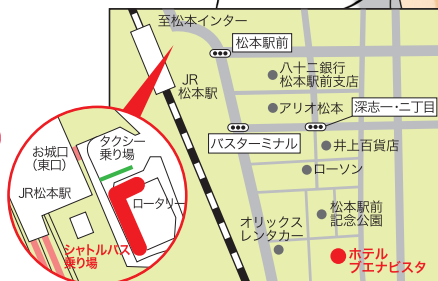 至松本インター
松本駅前
JR
松本駅
八十二銀行
松本駅前支店
アリオ松本
深志一・二丁目
バスターミナル
井上百貨店
ローソン
松本駅前
記念公園
オリックス
レンタカー
ホテル
ブエナビスタ
タクシー
乗り場
お城口
(東口)
JR松本駅
ロータリー
シャトルバス
乗り場